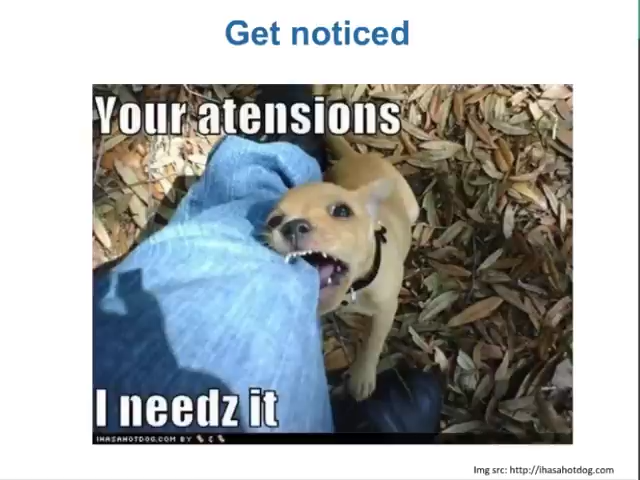 Get noticed
Your atensions
I needz it
IHASAHOTDOG.COM BY
Img src: http://ihasahotdog.com